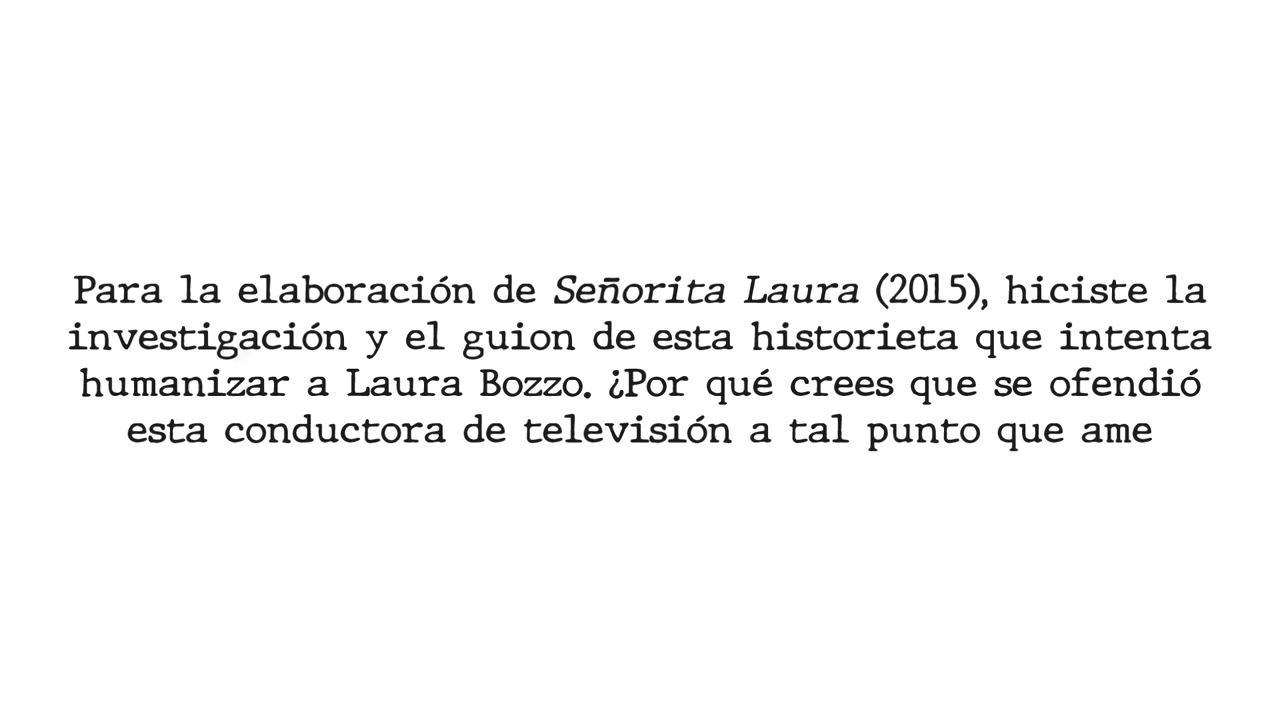 Para la elaboración de Señorita Laura (2015), hiciste la
investigación y el guion de esta historieta que intenta
humanizar a Laura Bozzo. ¿Por qué crees que se ofendió
esta conductora de televisión a tal punto que ame